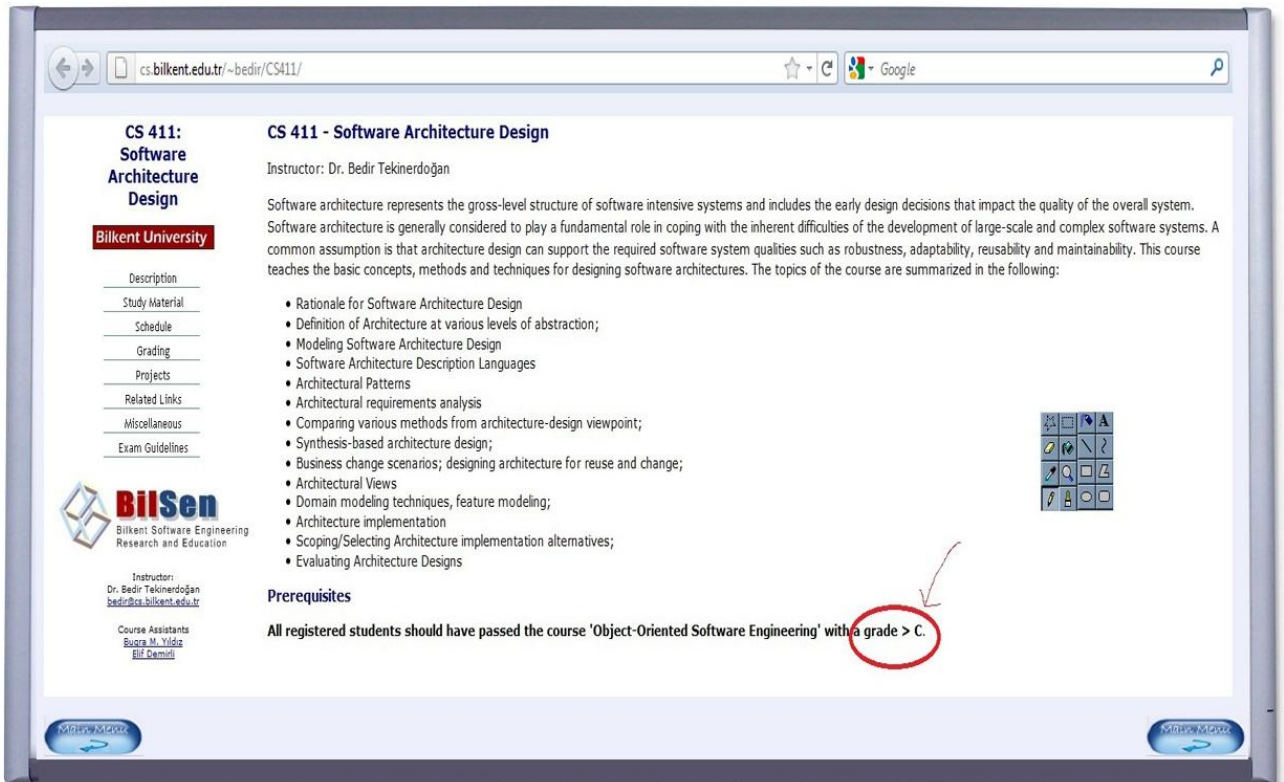 cs.bilkent.edu.tr/~bedir/CS411/
Google
CS 411:
Software
Architecture
Design
Bilkent University
Description
Study Material
Schedule
Grading
Projects
Related Links
Miscellaneous
Exam Guidelines
BilSen
Bilkent Software Engineering
Research and Education
Instructor:
Dr. Bedir Tekinerdoğan
bedir@cs.bilkent.edu.tr
Course Assistants
Bugra M. Yıldız
Elif Demirli
CS 411 - Software Architecture Design
Instructor: Dr. Bedir Tekinerdoğan
Software architecture represents the gross-level structure of software intensive systems and includes the early design decisions that impact the quality of the overall system.
Software architecture is generally considered to play a fundamental role in coping with the inherent difficulties of the development of large-scale and complex software systems. A
common assumption is that architecture design can support the required software system qualities such as robustness, adaptability, reusability and maintainability. This course
teaches the basic concepts, methods and techniques for designing software architectures. The topics of the course are summarized in the following:
• Rationale for Software Architecture Design
• Definition of Architecture at various levels of abstraction;
• Modeling Software Architecture Design
• Software Architecture Description Languages
• Architectural Patterns
• Architectural requirements analysis
• Comparing various methods from architecture-design viewpoint;
• Synthesis-based architecture design;
• Business change scenarios; designing architecture for reuse and change;
• Architectural Views
• Domain modeling techniques, feature modeling;
• Architecture implementation
• Scoping/Selecting Architecture implementation alternatives;
• Evaluating Architecture Designs
Prerequisites
All registered students should have passed the course 'Object-Oriented Software Engineering' with a grade > C.
A
Main Menu
Main Menu